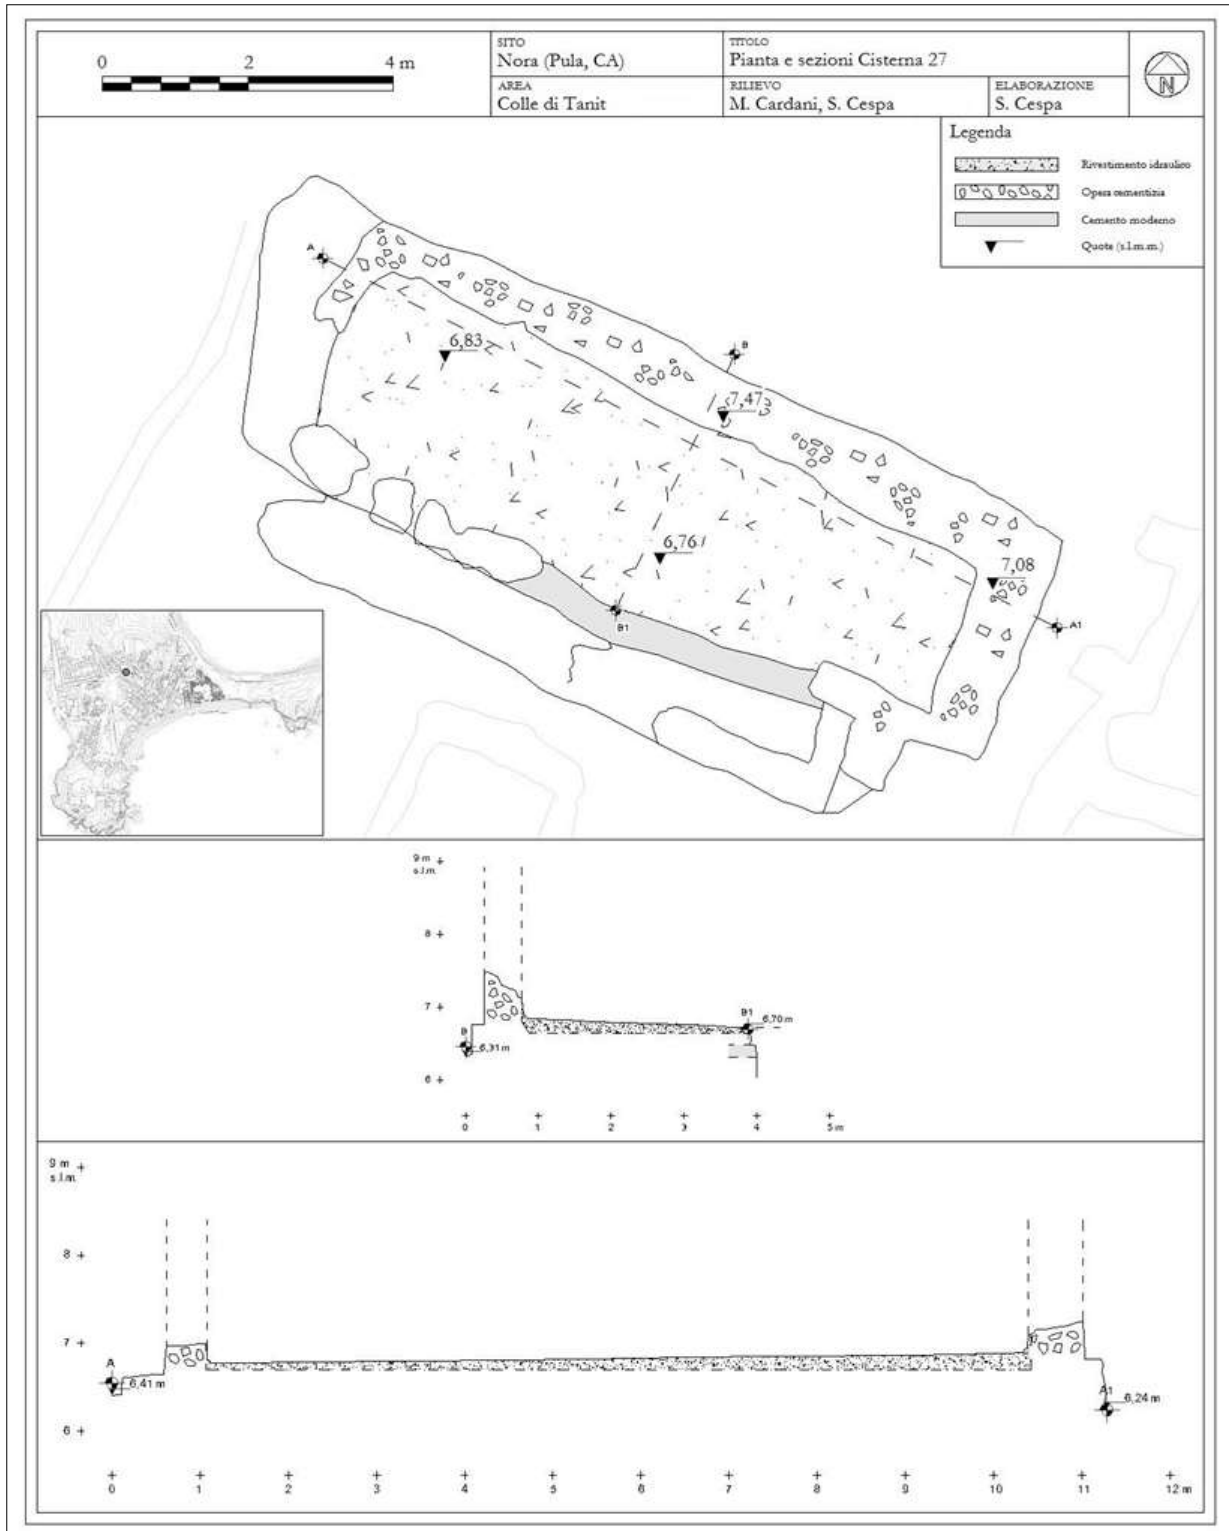 0 2 4 m
SITO
Nora (Pula, CA)
TITOLO
Pianta e sezioni Cisterna 27
AREA
Colle di Tanit
RILIEVO
M. Cardani, S. Cespa
ELABORAZIONE
S. Cespa
N
Legenda
Rivestimento idraulico
Opera cementizia
Cemento moderno
Quote (s.l.m.m.)
A
B
6,83
7,47
6,76
7,08
B1
A1
9 m
s.l.m.
8
7
B1
6,70 m
B
6,31 m
6
0 1 2 3 4 5 m
9 m
s.l.m.
8
7
A
6,41 m
A1
6,24 m
6
0 1 2 3 4 5 6 7 8 9 10 11 12 m